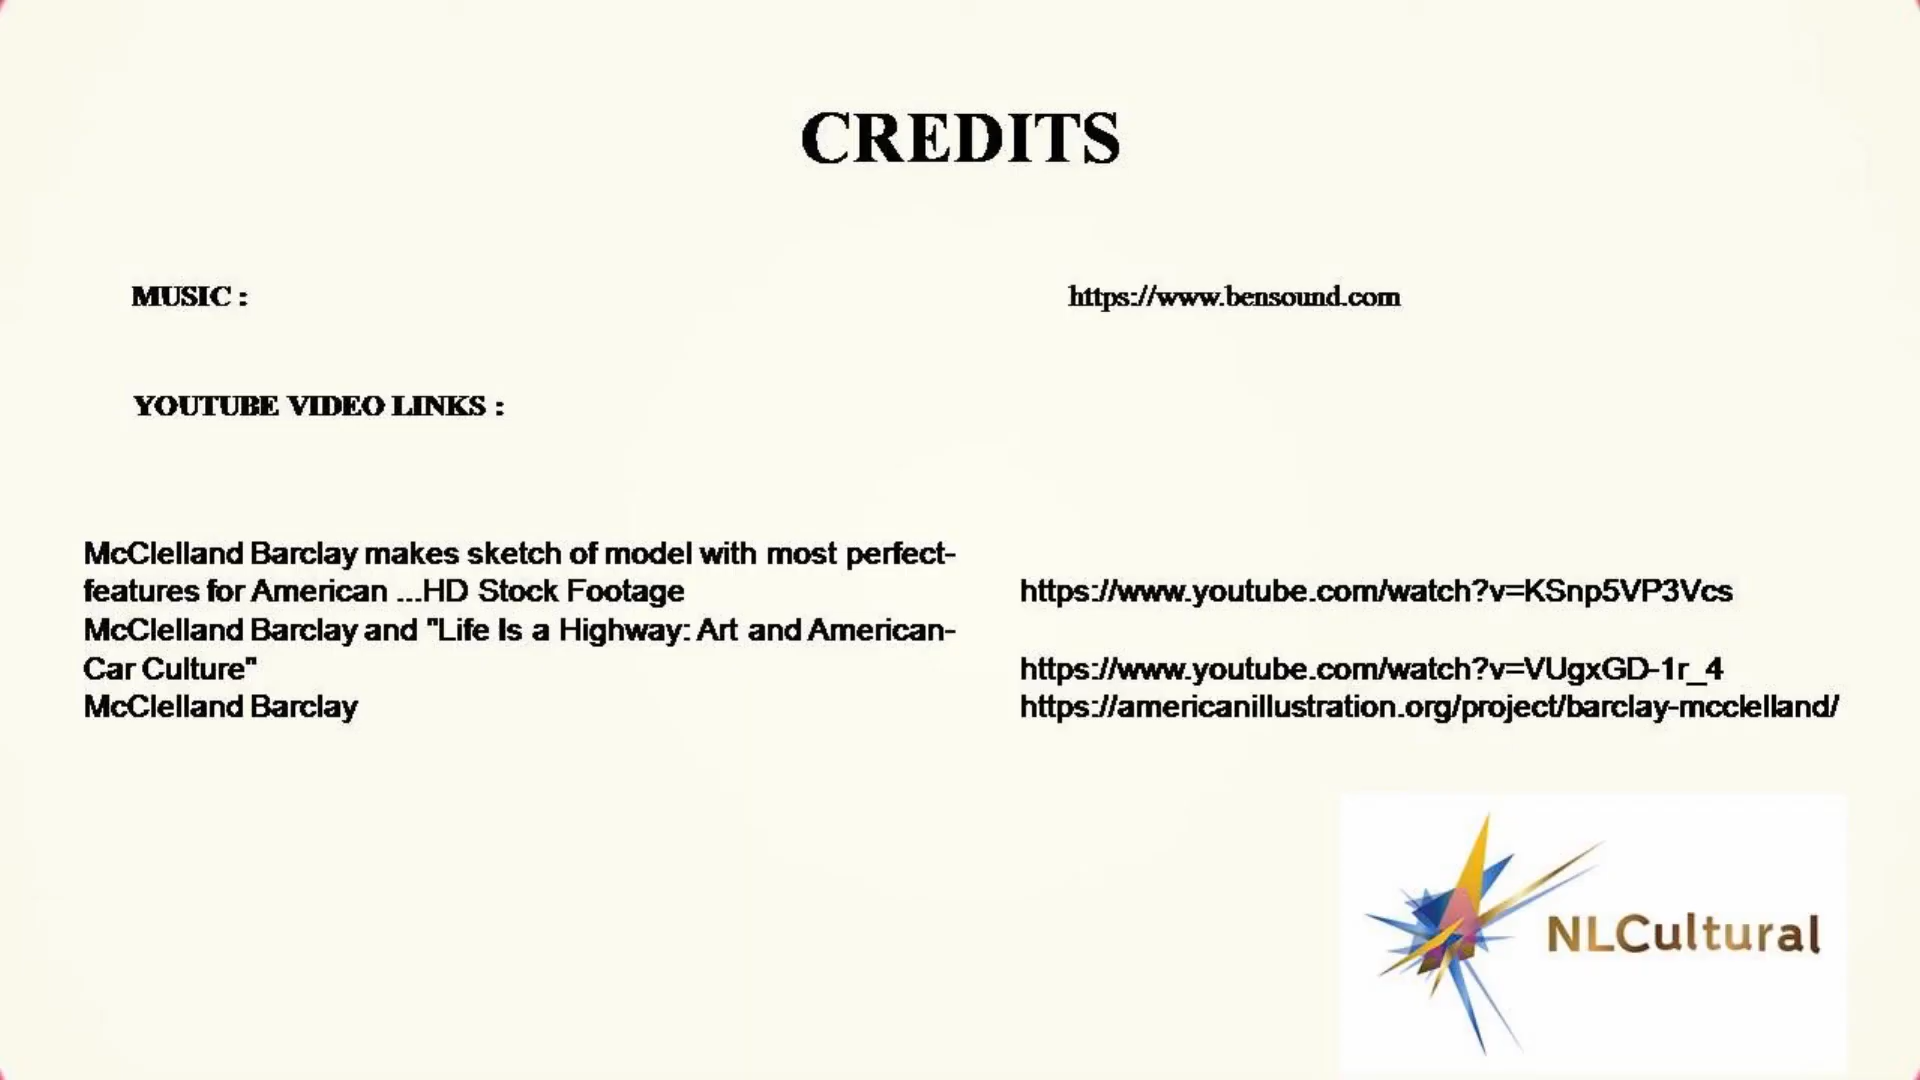 CREDITS
MUSIC : https://www.bensound.com
YOUTUBE VIDEO LINKS :
McClelland Barclay makes sketch of model with most perfect-
features for American ...HD Stock Footage https://www.youtube.com/watch?v=KSnp5VP3Vcs
McClelland Barclay and "Life Is a Highway: Art and American-
Car Culture" https://www.youtube.com/watch?v=VUgxGD-1r_4
McClelland Barclay https://americanillustration.org/project/barclay-mcclelland/
NLCultural